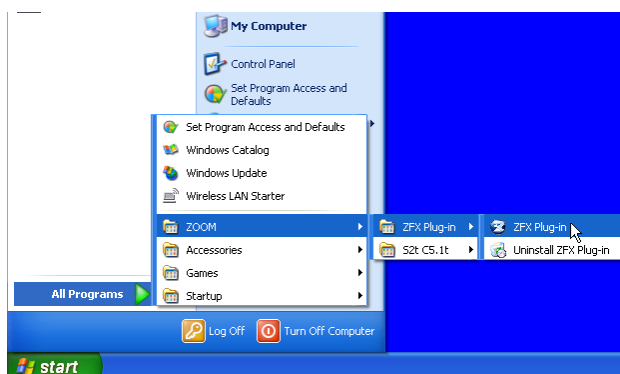 My Computer
Control Panel
Set Program Access and
Defaults
Set Program Access and Defaults
Windows Catalog
Windows Update
Wireless LAN Starter
ZOOM
ZFX Plug-in
ZFX Plug-in
Accessories
S2t C5.1t
Uninstall ZFX Plug-in
Games
Startup
All Programs
Log Off
Turn Off Computer
start